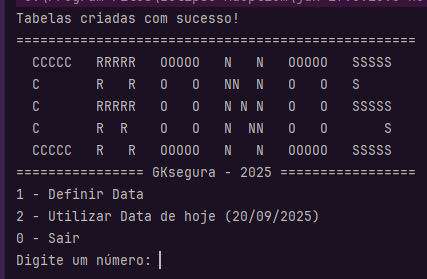 Tabelas criadas com sucesso!
==================================================
  CCCCC   RRRRR   OOOOO   N   N   OOOOO   SSSSS
  C       R   R   O   O   NN  N   O   O   S
  C       RRRRR   O   O   N N N   O   O   SSSSS
  C       R  R    O   O   N  NN   O   O       S
  CCCCC   R   R   OOOOO   N   N   OOOOO   SSSSS
================ GKsegura - 2025 =================
1 - Definir Data
2 - Utilizar Data de hoje (20/09/2025)
0 - Sair
Digite um número: